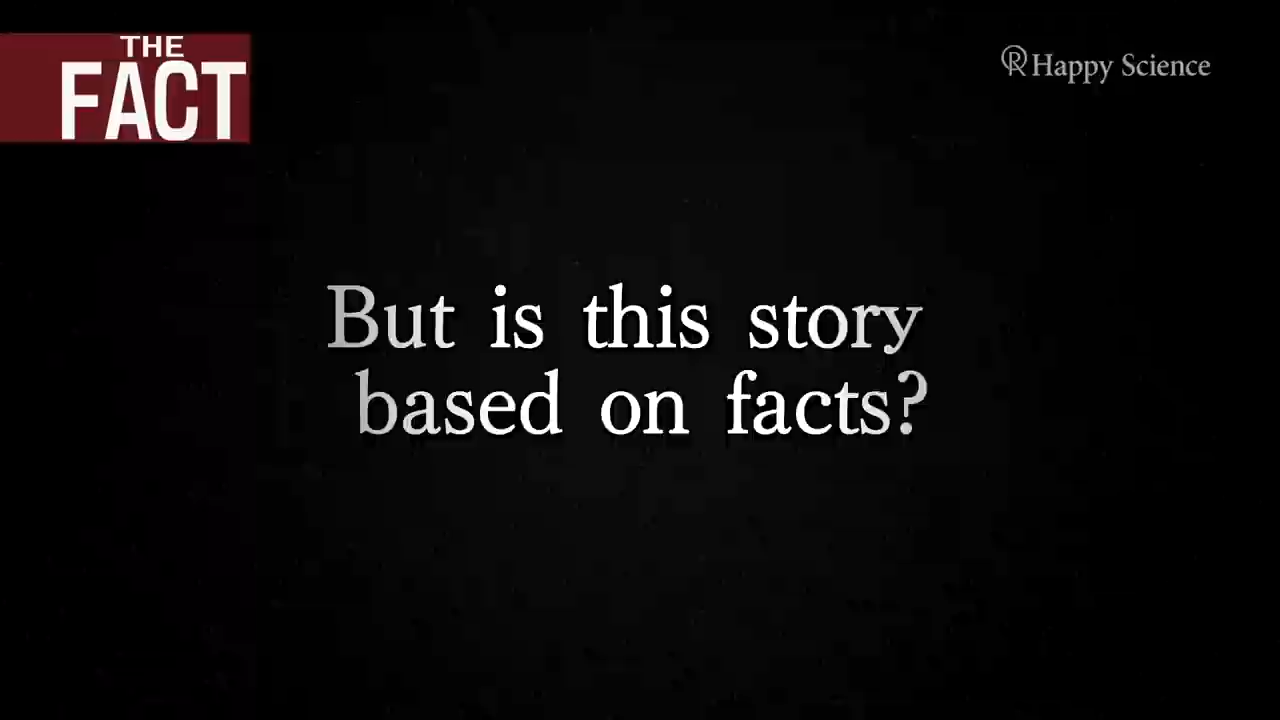 THE
FACT
Happy Science
But is this story
based on facts?